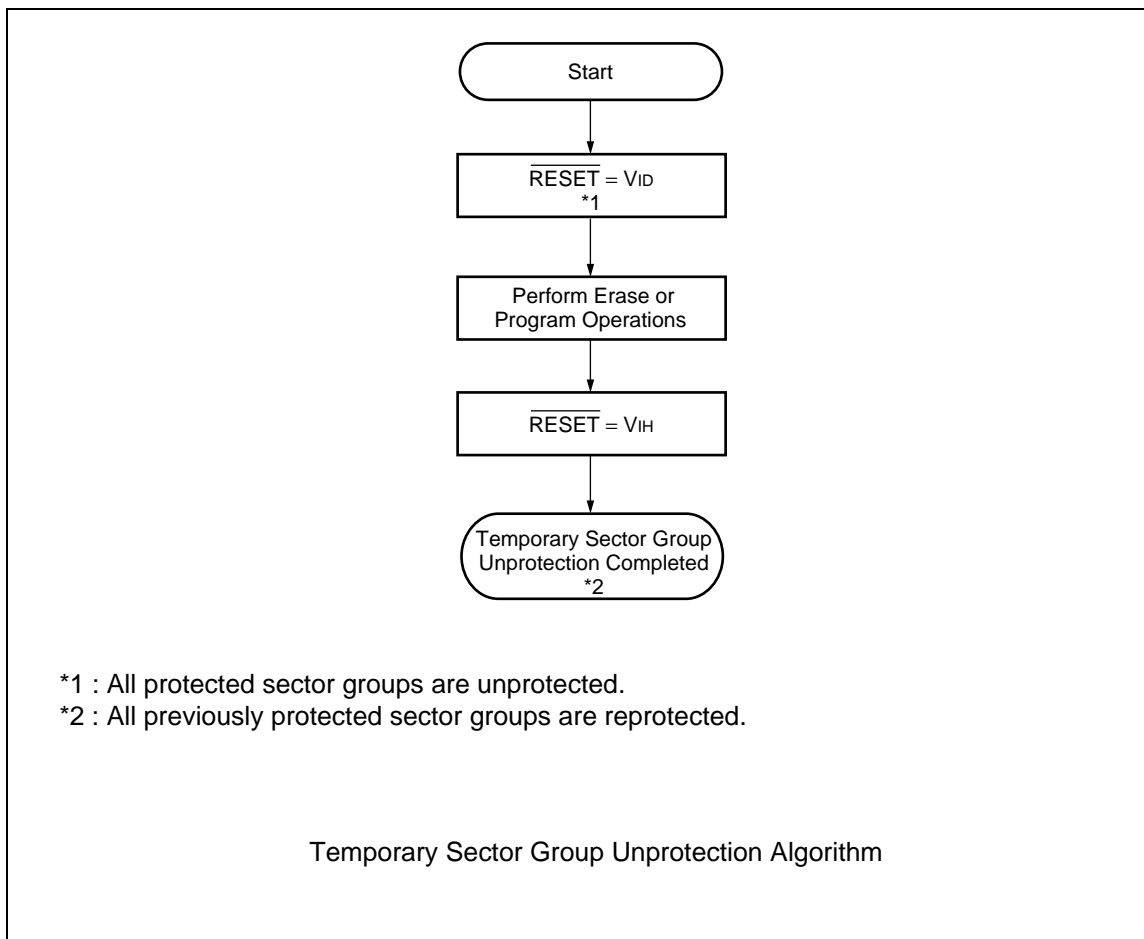 Start
RESET = VID
*1
Perform Erase or
Program Operations
RESET = VIH
Temporary Sector Group
Unprotection Completed
*2
*1 : All protected sector groups are unprotected.
*2 : All previously protected sector groups are reprotected.
Temporary Sector Group Unprotection Algorithm